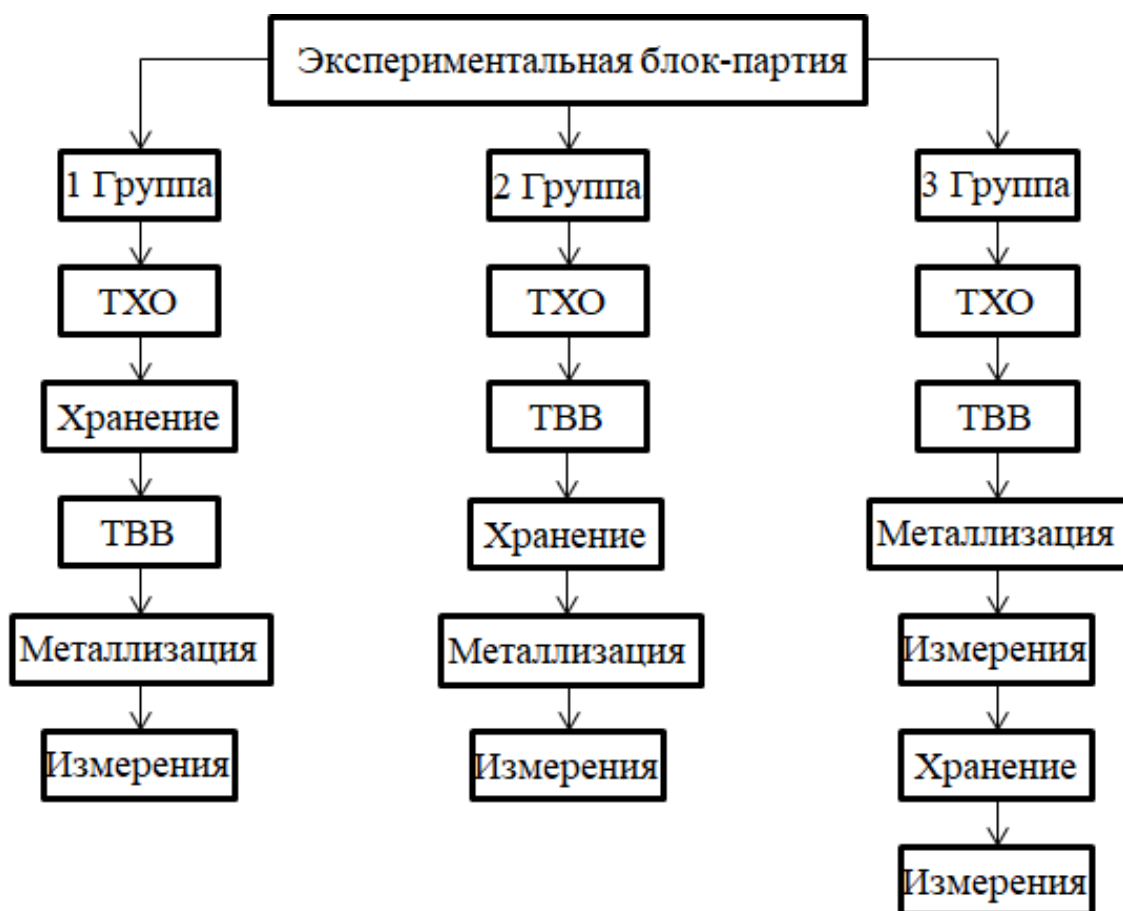 Экспериментальная блок-партия
1 Группа
2 Группа
3 Группа
ТХО
ТХО
ТХО
Хранение
ТВВ
ТВВ
ТВВ
Хранение
Металлизация
Металлизация
Металлизация
Измерения
Измерения
Измерения
Хранение
Измерения